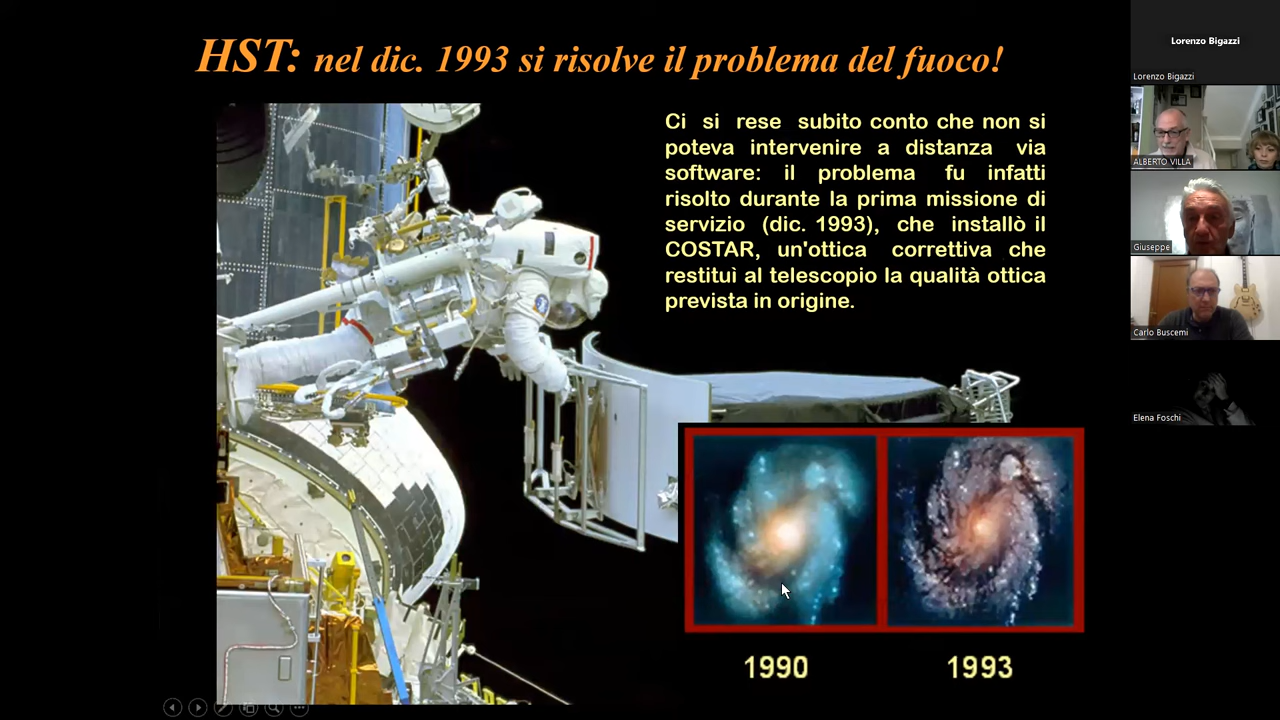 HST: nel dic. 1993 si risolve il problema del fuoco!
Ci si rese subito conto che non si
poteva intervenire a distanza via
software: il problema fu infatti
risolto durante la prima missione di
servizio (dic. 1993), che installò il
COSTAR, un'ottica correttiva che
restituì al telescopio la qualità ottica
prevista in origine.
1990
1993
Lorenzo Bigazzi
Lorenzo Bigazzi
ALBERTO VILLA
Giuseppe
Carlo Buscemi
Elena Foschi